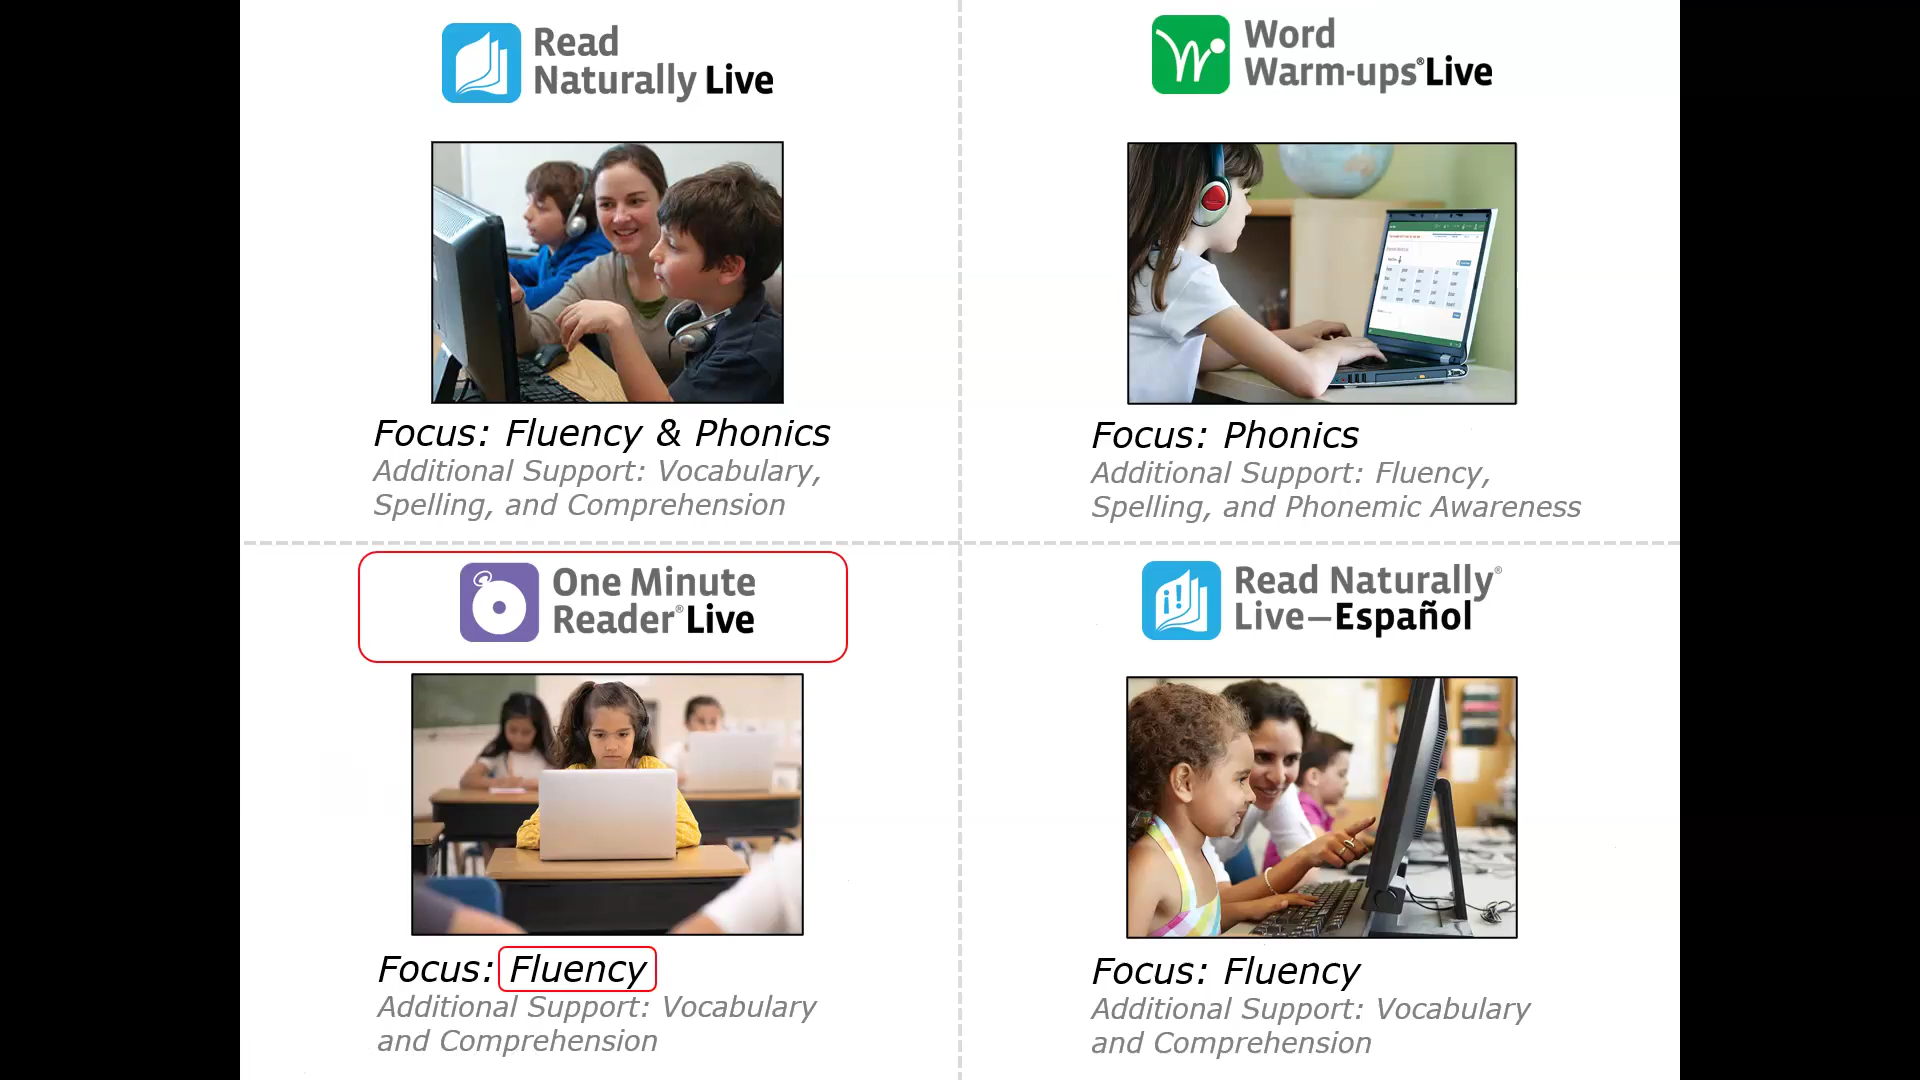 Read
Naturally Live
Focus: Fluency & Phonics
Additional Support: Vocabulary,
Spelling, and Comprehension
Word
Warm-ups® Live
Focus: Phonics
Additional Support: Fluency,
Spelling, and Phonemic Awareness
One Minute
Reader® Live
Focus: Fluency
Additional Support: Vocabulary
and Comprehension
Read Naturally®
Live—Español
Focus: Fluency
Additional Support: Vocabulary
and Comprehension